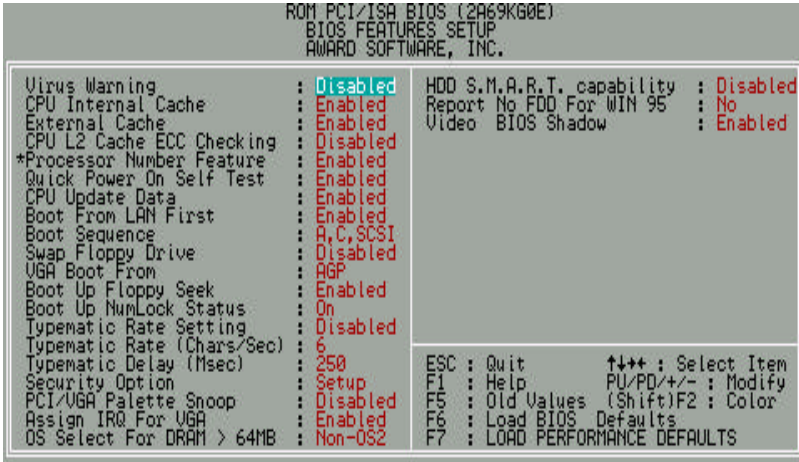 ROM PCI/ISA BIOS (2A69KG0E)
BIOS FEATURES SETUP
AWARD SOFTWARE, INC.
Virus Warning : Disabled
CPU Internal Cache : Enabled
External Cache : Enabled
CPU L2 Cache ECC Checking : Disabled
*Processor Number Feature : Enabled
Quick Power On Self Test : Enabled
CPU Update Data : Enabled
Boot From LAN First : Enabled
Boot Sequence : A,C,SCSI
Swap Floppy Drive : Disabled
VGA Boot From : AGP
Boot Up Floppy Seek : Enabled
Boot Up NumLock Status : On
Typematic Rate Setting : Disabled
Typematic Rate (Chars/Sec) : 6
Typematic Delay (Msec) : 250
Security Option : Setup
PCI/VGA Palette Snoop : Disabled
Assign IRQ For VGA : Enabled
OS Select For DRAM > 64MB : Non-OS2
HDD S.M.A.R.T. capability : Disabled
Report No FDD For WIN 95 : No
Video BIOS Shadow : Enabled
ESC : Quit ↑↓→← : Select Item
F1 : Help PU/PD/+/- : Modify
F5 : Old Values (Shift)F2 : Color
F6 : Load BIOS Defaults
F7 : LOAD PERFORMANCE DEFAULTS